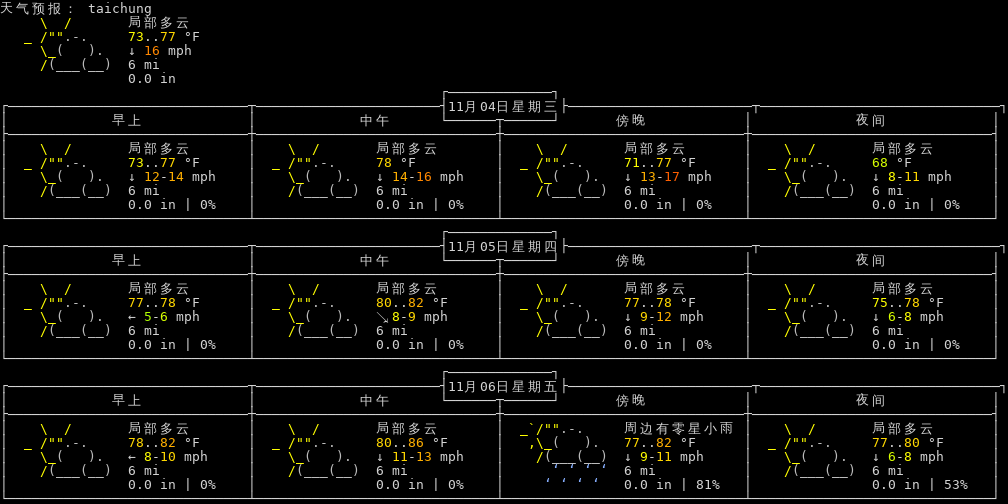 天气预报: taichung
局部多云
73..77 °F
↓ 16 mph
6 mi
0.0 in
11月04日星期三
早上 中午 傍晚 夜间
局部多云 局部多云 局部多云 局部多云
73..77 °F 78 °F 71..77 °F 68 °F
↓ 12-14 mph ↓ 14-16 mph ↓ 13-17 mph ↓ 8-11 mph
6 mi 6 mi 6 mi 6 mi
0.0 in | 0% 0.0 in | 0% 0.0 in | 0% 0.0 in | 0%
11月05日星期四
早上 中午 傍晚 夜间
局部多云 局部多云 局部多云 局部多云
77..78 °F 80..82 °F 77..78 °F 75..78 °F
← 5-6 mph ↘ 8-9 mph ↓ 9-12 mph ↓ 6-8 mph
6 mi 6 mi 6 mi 6 mi
0.0 in | 0% 0.0 in | 0% 0.0 in | 0% 0.0 in | 0%
11月06日星期五
早上 中午 傍晚 夜间
局部多云 局部多云 周边有零星小雨 局部多云
78..82 °F 80..86 °F 77..82 °F 77..80 °F
← 8-10 mph ↓ 11-13 mph ↓ 9-11 mph ↓ 6-8 mph
6 mi 6 mi 6 mi 6 mi
0.0 in | 0% 0.0 in | 0% 0.0 in | 81% 0.0 in | 53%